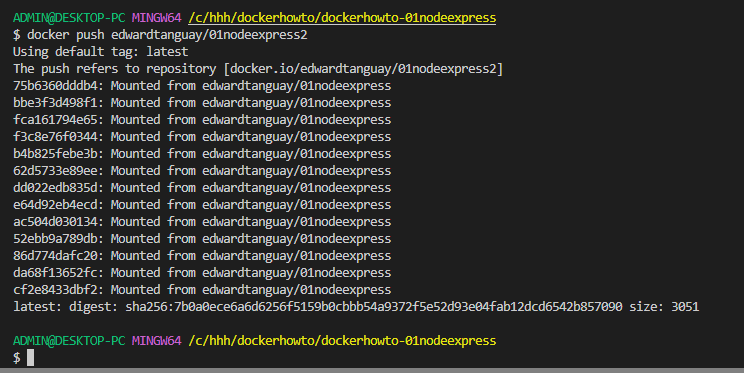 ADMIN@DESKTOP-PC MINGW64 /c/hhh/dockerhowto/dockerhowto-01nodeexpress
$ docker push edwardtanguay/01nodeexpress2
Using default tag: latest
The push refers to repository [docker.io/edwardtanguay/01nodeexpress2]
75b6360dddb4: Mounted from edwardtanguay/01nodeexpress
bbe3f3d498f1: Mounted from edwardtanguay/01nodeexpress
fca161794e65: Mounted from edwardtanguay/01nodeexpress
f3c8e76f0344: Mounted from edwardtanguay/01nodeexpress
b4b825febe3b: Mounted from edwardtanguay/01nodeexpress
62d5733e89ee: Mounted from edwardtanguay/01nodeexpress
dd022edb835d: Mounted from edwardtanguay/01nodeexpress
e64d92eb4ecd: Mounted from edwardtanguay/01nodeexpress
ac504d030134: Mounted from edwardtanguay/01nodeexpress
52ebb9a789db: Mounted from edwardtanguay/01nodeexpress
86d774dafc20: Mounted from edwardtanguay/01nodeexpress
da68f13652fc: Mounted from edwardtanguay/01nodeexpress
cf2e8433dbf2: Mounted from edwardtanguay/01nodeexpress
latest: digest: sha256:7b0a0ece6a6d6256f5159b0cbbb54a9372f5e52d93e04fab12dcd6542b857090 size: 3051
ADMIN@DESKTOP-PC MINGW64 /c/hhh/dockerhowto/dockerhowto-01nodeexpress
$